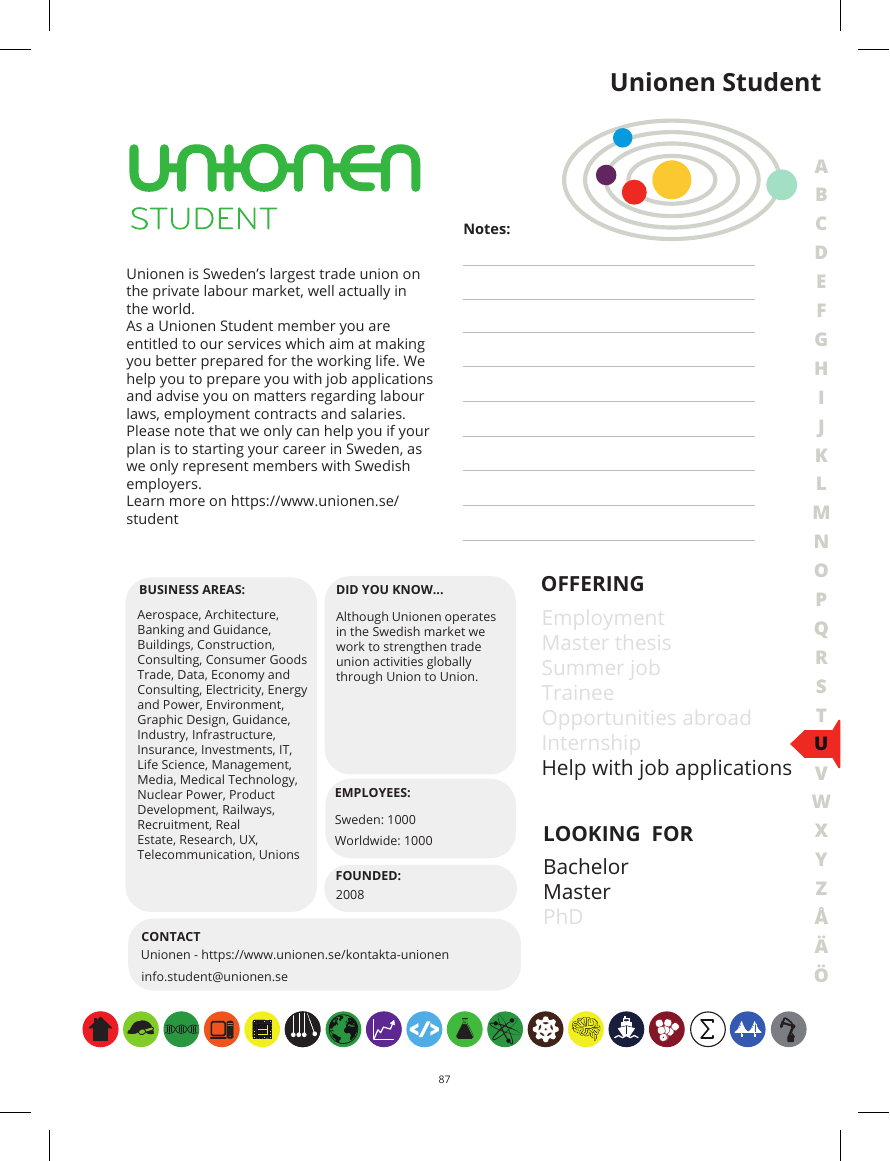 Unionen Student
UNIONEN
STUDENT
Notes:
Unionen is Sweden’s largest trade union on
the private labour market, well actually in
the world.
As a Unionen Student member you are
entitled to our services which aim at making
you better prepared for the working life. We
help you to prepare you with job applications
and advise you on matters regarding labour
laws, employment contracts and salaries.
Please note that we only can help you if your
plan is to starting your career in Sweden, as
we only represent members with Swedish
employers.
Learn more on https://www.unionen.se/
student
BUSINESS AREAS:
Aerospace, Architecture,
Banking and Guidance,
Buildings, Construction,
Consulting, Consumer Goods
Trade, Data, Economy and
Consulting, Electricity, Energy
and Power, Environment,
Graphic Design, Guidance,
Industry, Infrastructure,
Insurance, Investments, IT,
Life Science, Management,
Media, Medical Technology,
Nuclear Power, Product
Development, Railways,
Recruitment, Real
Estate, Research, UX,
Telecommunication, Unions
DID YOU KNOW...
Although Unionen operates
in the Swedish market we
work to strengthen trade
union activities globally
through Union to Union.
EMPLOYEES:
Sweden: 1000
Worldwide: 1000
FOUNDED:
2008
CONTACT
Unionen - https://www.unionen.se/kontakta-unionen
info.student@unionen.se
OFFERING
Employment
Master thesis
Summer job
Trainee
Opportunities abroad
Internship
Help with job applications
LOOKING FOR
Bachelor
Master
PhD
A
B
C
D
E
F
G
H
I
J
K
L
M
N
O
P
Q
R
S
T
U
V
W
X
Y
Z
Å
Ä
Ö
</>
Σ
87